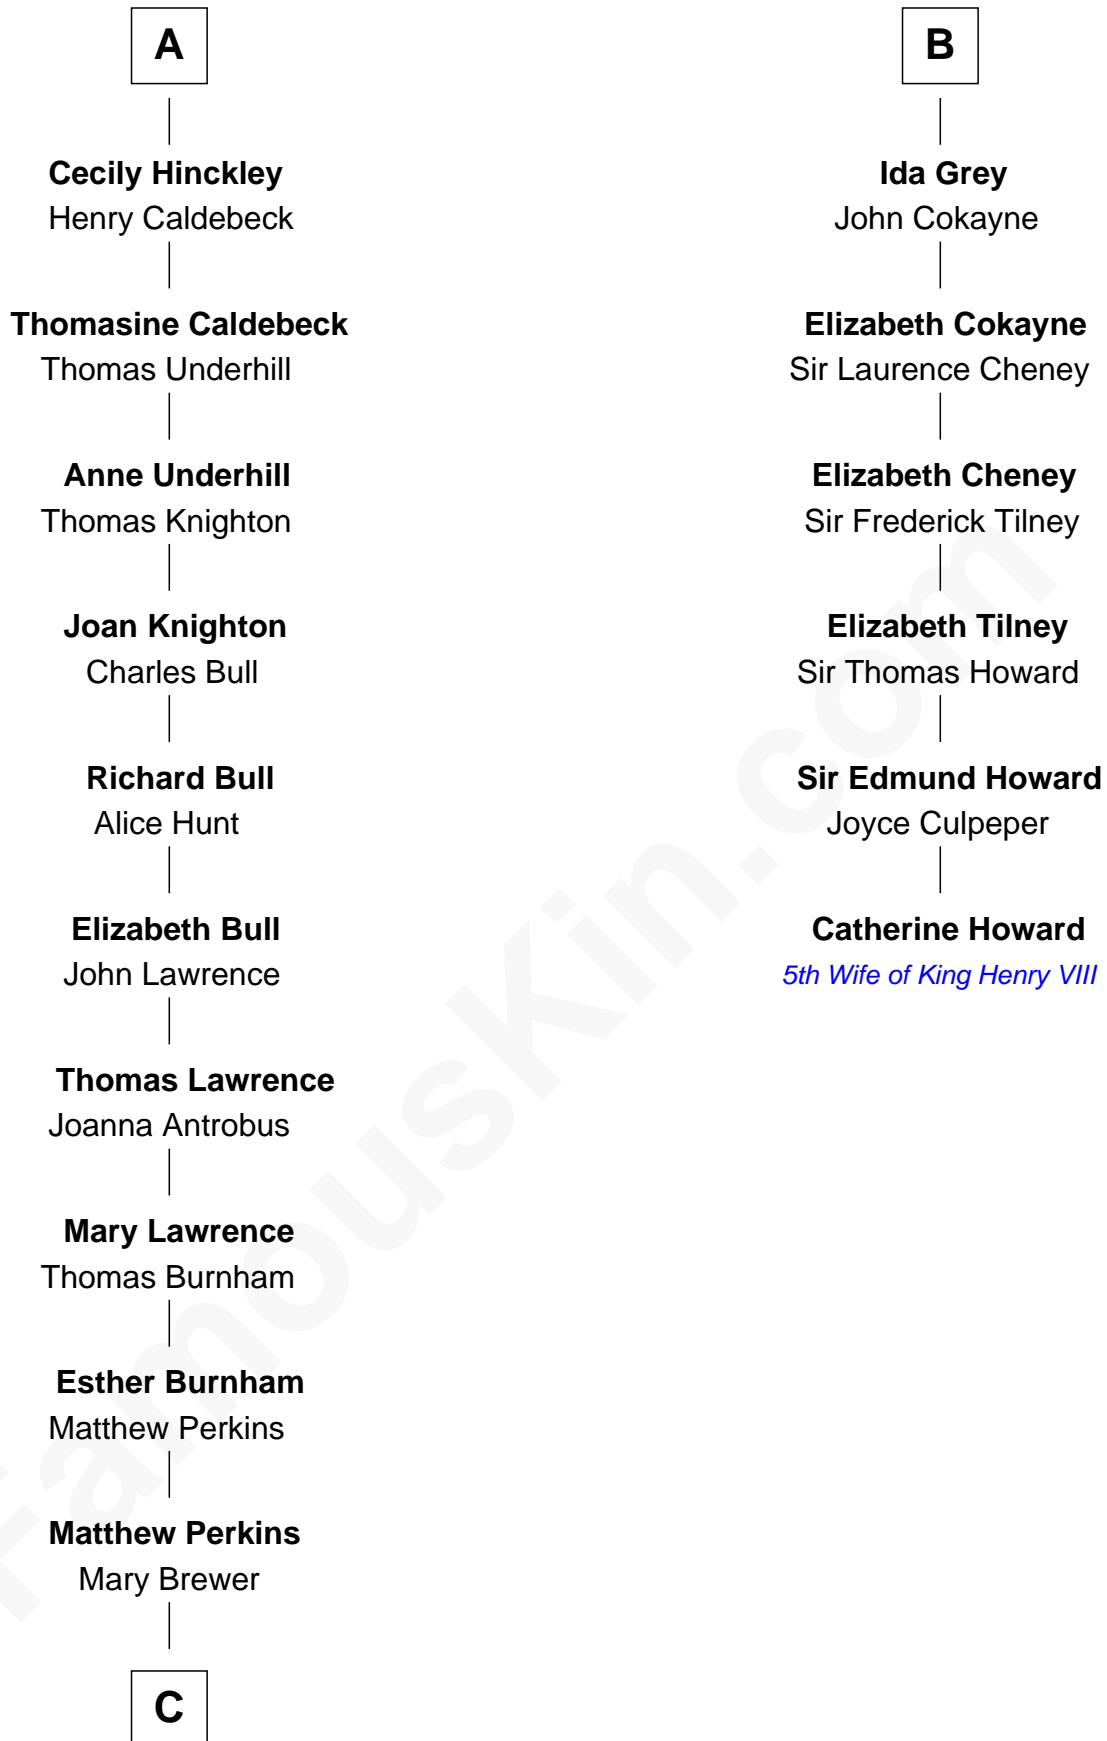 A
Cecily Hinckley
Henry Caldebeck
Thomasine Caldebeck
Thomas Underhill
Anne Underhill
Thomas Knighton
Joan Knighton
Charles Bull
Richard Bull
Alice Hunt
Elizabeth Bull
John Lawrence
Thomas Lawrence
Joanna Antrobus
Mary Lawrence
Thomas Burnham
Esther Burnham
Matthew Perkins
Matthew Perkins
Mary Brewer
C
B
Ida Grey
John Cokayne
Elizabeth Cokayne
Sir Laurence Cheney
Elizabeth Cheney
Sir Frederick Tilney
Elizabeth Tilney
Sir Thomas Howard
Sir Edmund Howard
Joyce Culpeper
Catherine Howard
5th Wife of King Henry VIII
FamousKin.com